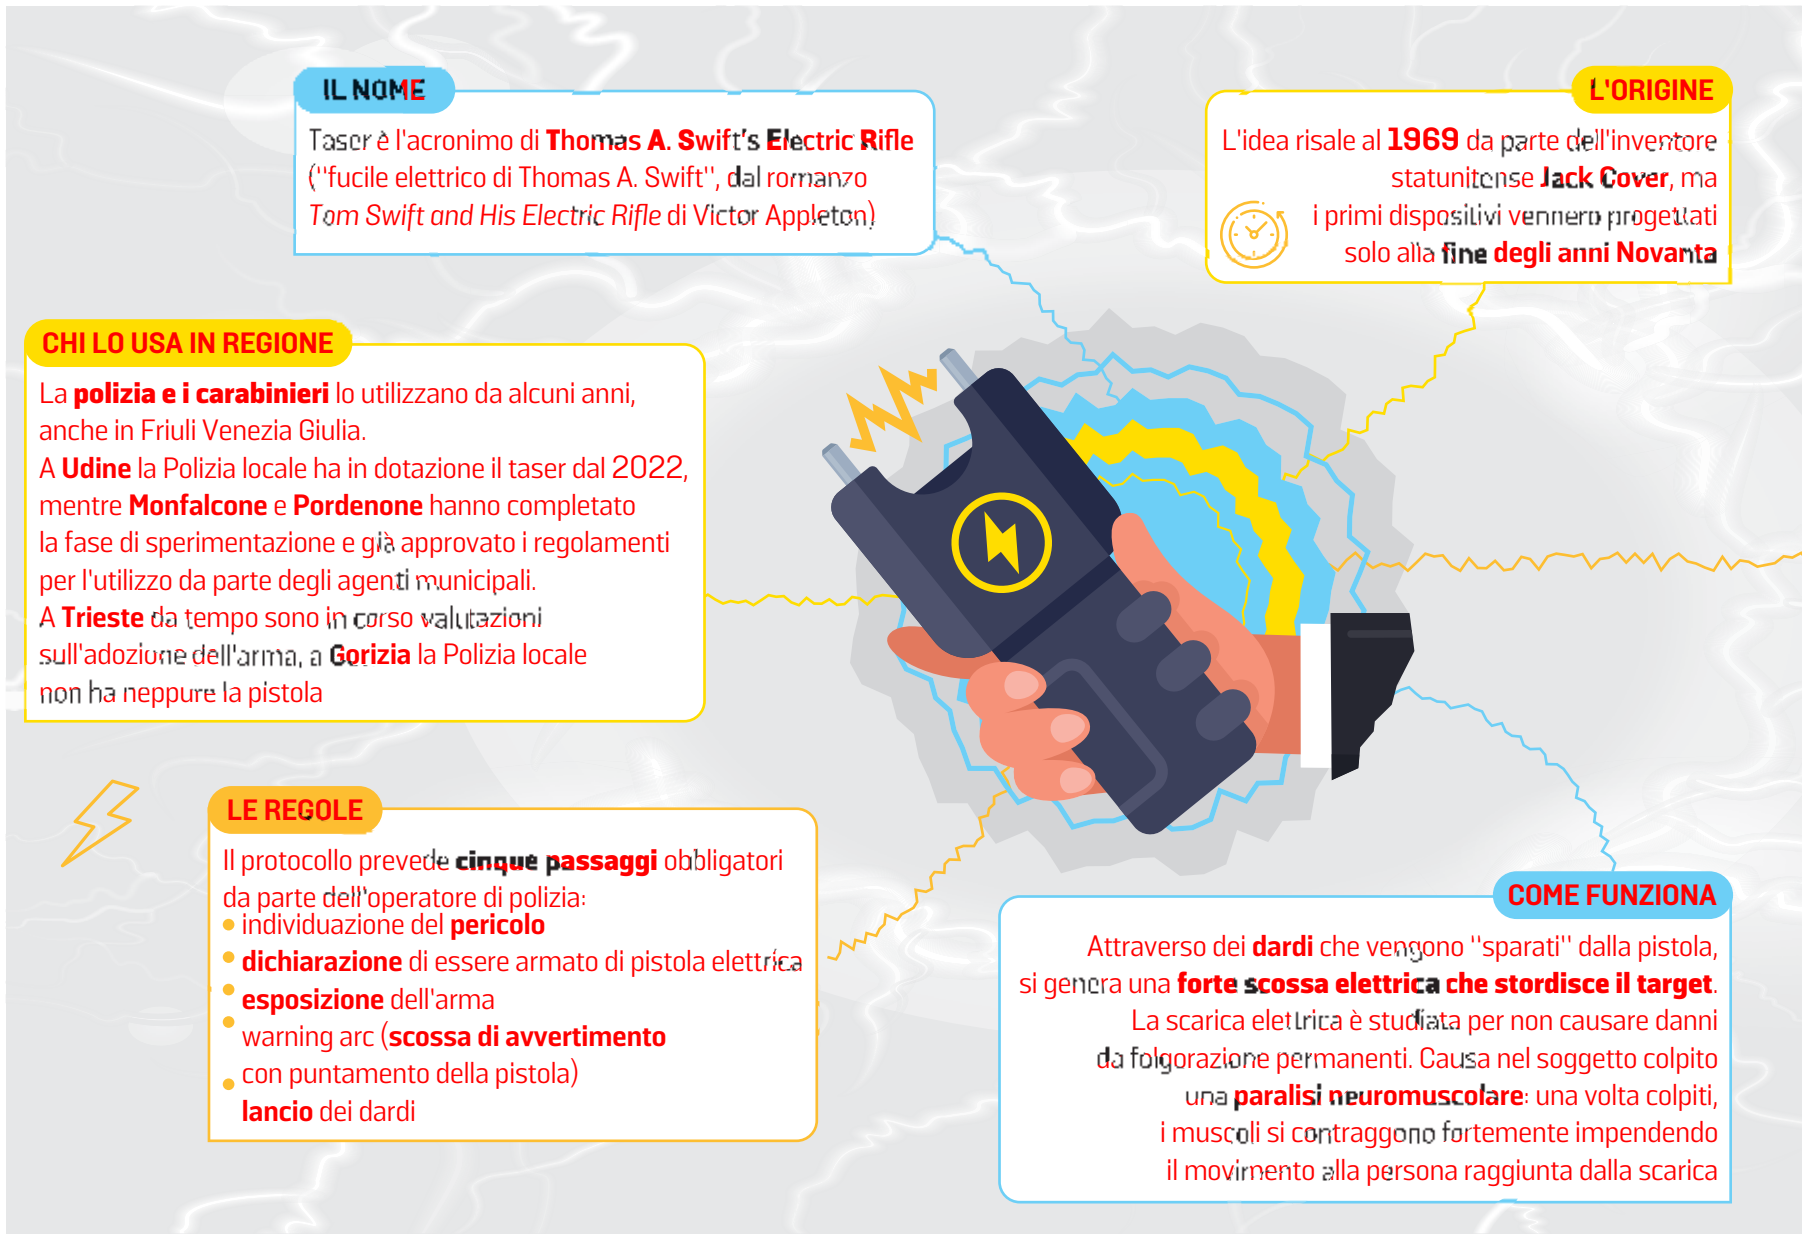 IL NOME
Taser è l'acronimo di Thomas A. Swift's Electric Rifle
("fucile elettrico di Thomas A. Swift", dal romanzo
Tom Swift and His Electric Rifle di Victor Appleton)
L'ORIGINE
L'idea risale al 1969 da parte dell'inventore
statunitense Jack Cover, ma
i primi dispositivi vennero progettati
solo alla fine degli anni Novanta
CHI LO USA IN REGIONE
La polizia e i carabinieri lo utilizzano da alcuni anni,
anche in Friuli Venezia Giulia.
A Udine la Polizia locale ha in dotazione il taser dal 2022,
mentre Monfalcone e Pordenone hanno completato
la fase di sperimentazione e già approvato i regolamenti
per l'utilizzo da parte degli agenti municipali.
A Trieste da tempo sono in corso valutazioni
sull'adozione dell'arma, a Gorizia la Polizia locale
non ha neppure la pistola
LE REGOLE
Il protocollo prevede cinque passaggi obbligatori
da parte dell'operatore di polizia:
• individuazione del pericolo
• dichiarazione di essere armato di pistola elettrica
• esposizione dell'arma
• warning arc (scossa di avvertimento
con puntamento della pistola)
• lancio dei dardi
COME FUNZIONA
Attraverso dei dardi che vengono "sparati" dalla pistola,
si genera una forte scossa elettrica che stordisce il target.
La scarica elettrica è studiata per non causare danni
da folgorazione permanenti. Causa nel soggetto colpito
una paralisi neuromuscolare: una volta colpiti,
i muscoli si contraggono fortemente impendendo
il movimento alla persona raggiunta dalla scarica